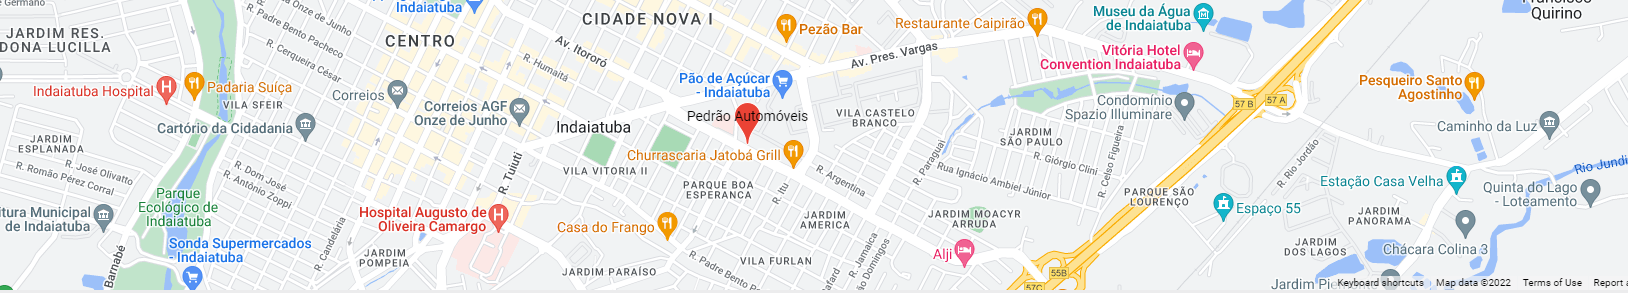 e Germano
JARDIM RES.
DONA LUCILLA
Indaiatuba Hospital
Padaria Suíça
VILA SFEIR
JARDIM
ESPLANADA
R. José Olivatto
R. Romão Pérez Corral
Parque
Ecológico de
Indaiatuba
itura Municipal
de Indaiatuba
Barnabé
Sonda Supermercados
- Indaiatuba
Onze de Junho
R. Bento Pacheco
R. Cerqueira César
Cartório da Cidadania
R. Dom José
R. Antônio Zoppi
R. Candelária
Indaiatuba
CENTRO
Correios
Correios AGF
Onze de Junho
R. Tuiuti
Hospital Augusto de
Oliveira Camargo
JARDIM
POMPEIA
CIDADE NOVA I
Av. Itororó
R. Humaitá
Indaiatuba
VILA VITORIA II
Casa do Frango
JARDIM PARAÍSO
Pezão Bar
Pão de Açúcar
- Indaiatuba
Pedrão Automóveis
Churrascaria Jatobá Grill
PARQUE BOA
ESPERANCA
R. Itu
R. Padre Bento
VILA FURLAN
Restaurante Caipirão
Av. Pres. Vargas
VILA CASTELO
BRANCO
R. Argentina
JARDIM
AMERICA
R. Jamaica
R. Paraguai
Rua Ignácio Ambiel Júnior
JARDIM MOACYR
ARRUDA
Alji
Museu da Água
de Indaiatuba
Vitória Hotel
Convention Indaiatuba
Condomínio
Spazio Illuminare
JARDIM
SÃO PAULO
R. Giórgio Clini
R. Celso Figueira
PARQUE SÃO
LOURENÇO
Espaço 55
57 B
57 A
55B
57C
Quirino
Pesqueiro Santo
Agostinho
Caminho da Luz
R. Rio Jordão
Rio Jundi
Estação Casa Velha
Quinta do Lago
- Loteamento
JARDIM
PANORAMA
JARDIM
DOS LAGOS
Chácara Colina 3
Keyboard shortcuts
Map data ©2022
Terms of Use
Report a